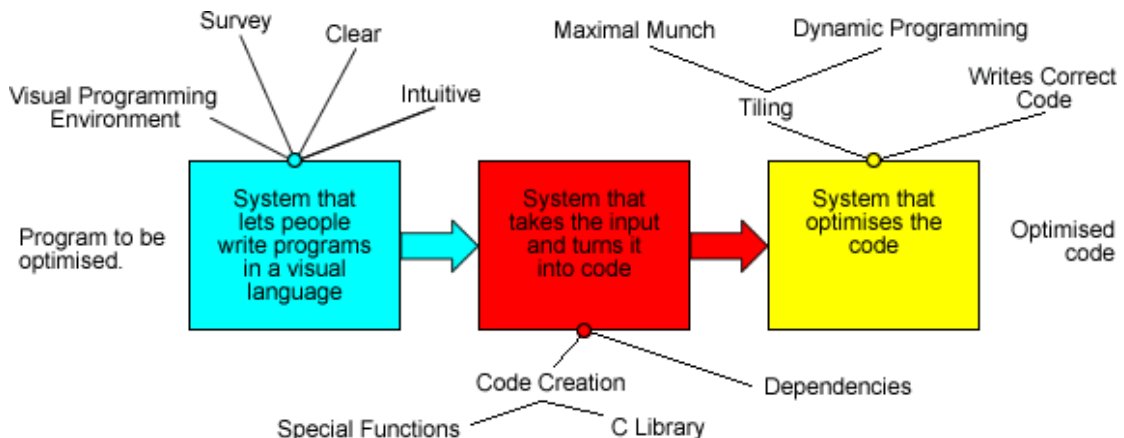 Survey
Clear
Maximal Munch
Dynamic Programming
Visual Programming
Environment
Intuitive
Tiling
Writes Correct
Code
Program to be
optimised.
System that
lets people
write programs
in a visual
language
System that
takes the input
and turns it
into code
System that
optimises the
code
Optimised
code
Code Creation
Dependencies
Special Functions
C Library